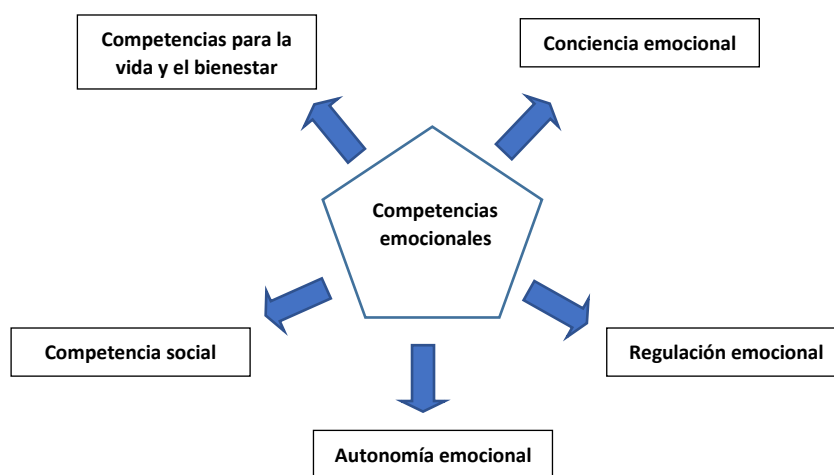 Competencias para la
vida y el bienestar
Conciencia emocional
Competencias
emocionales
Competencia social
Regulación emocional
Autonomía emocional